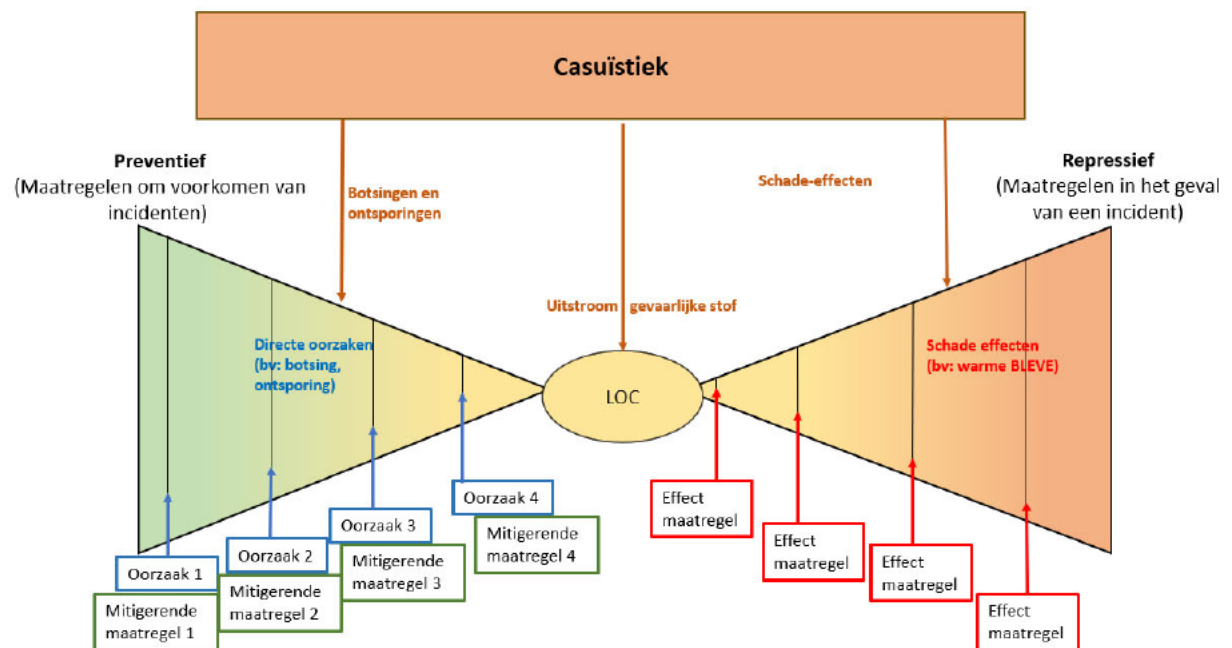 Casuïstiek
Preventief
(Maatregelen om voorkomen van
incidenten)
Botsingen en
ontsporingen
Schade-effecten
Repressief
(Maatregelen in het geval
van een incident)
Uitstroom gevaarlijke stof
Directe oorzaken
(bv: botsing,
ontsporing)
LOC
Schade effecten
(bv: warme BLEVE)
Oorzaak 1
Mitigerende
maatregel 1
Oorzaak 2
Mitigerende
maatregel 2
Oorzaak 3
Mitigerende
maatregel 3
Oorzaak 4
Mitigerende
maatregel 4
Effect
maatregel
Effect
maatregel
Effect
maatregel
Effect
maatregel